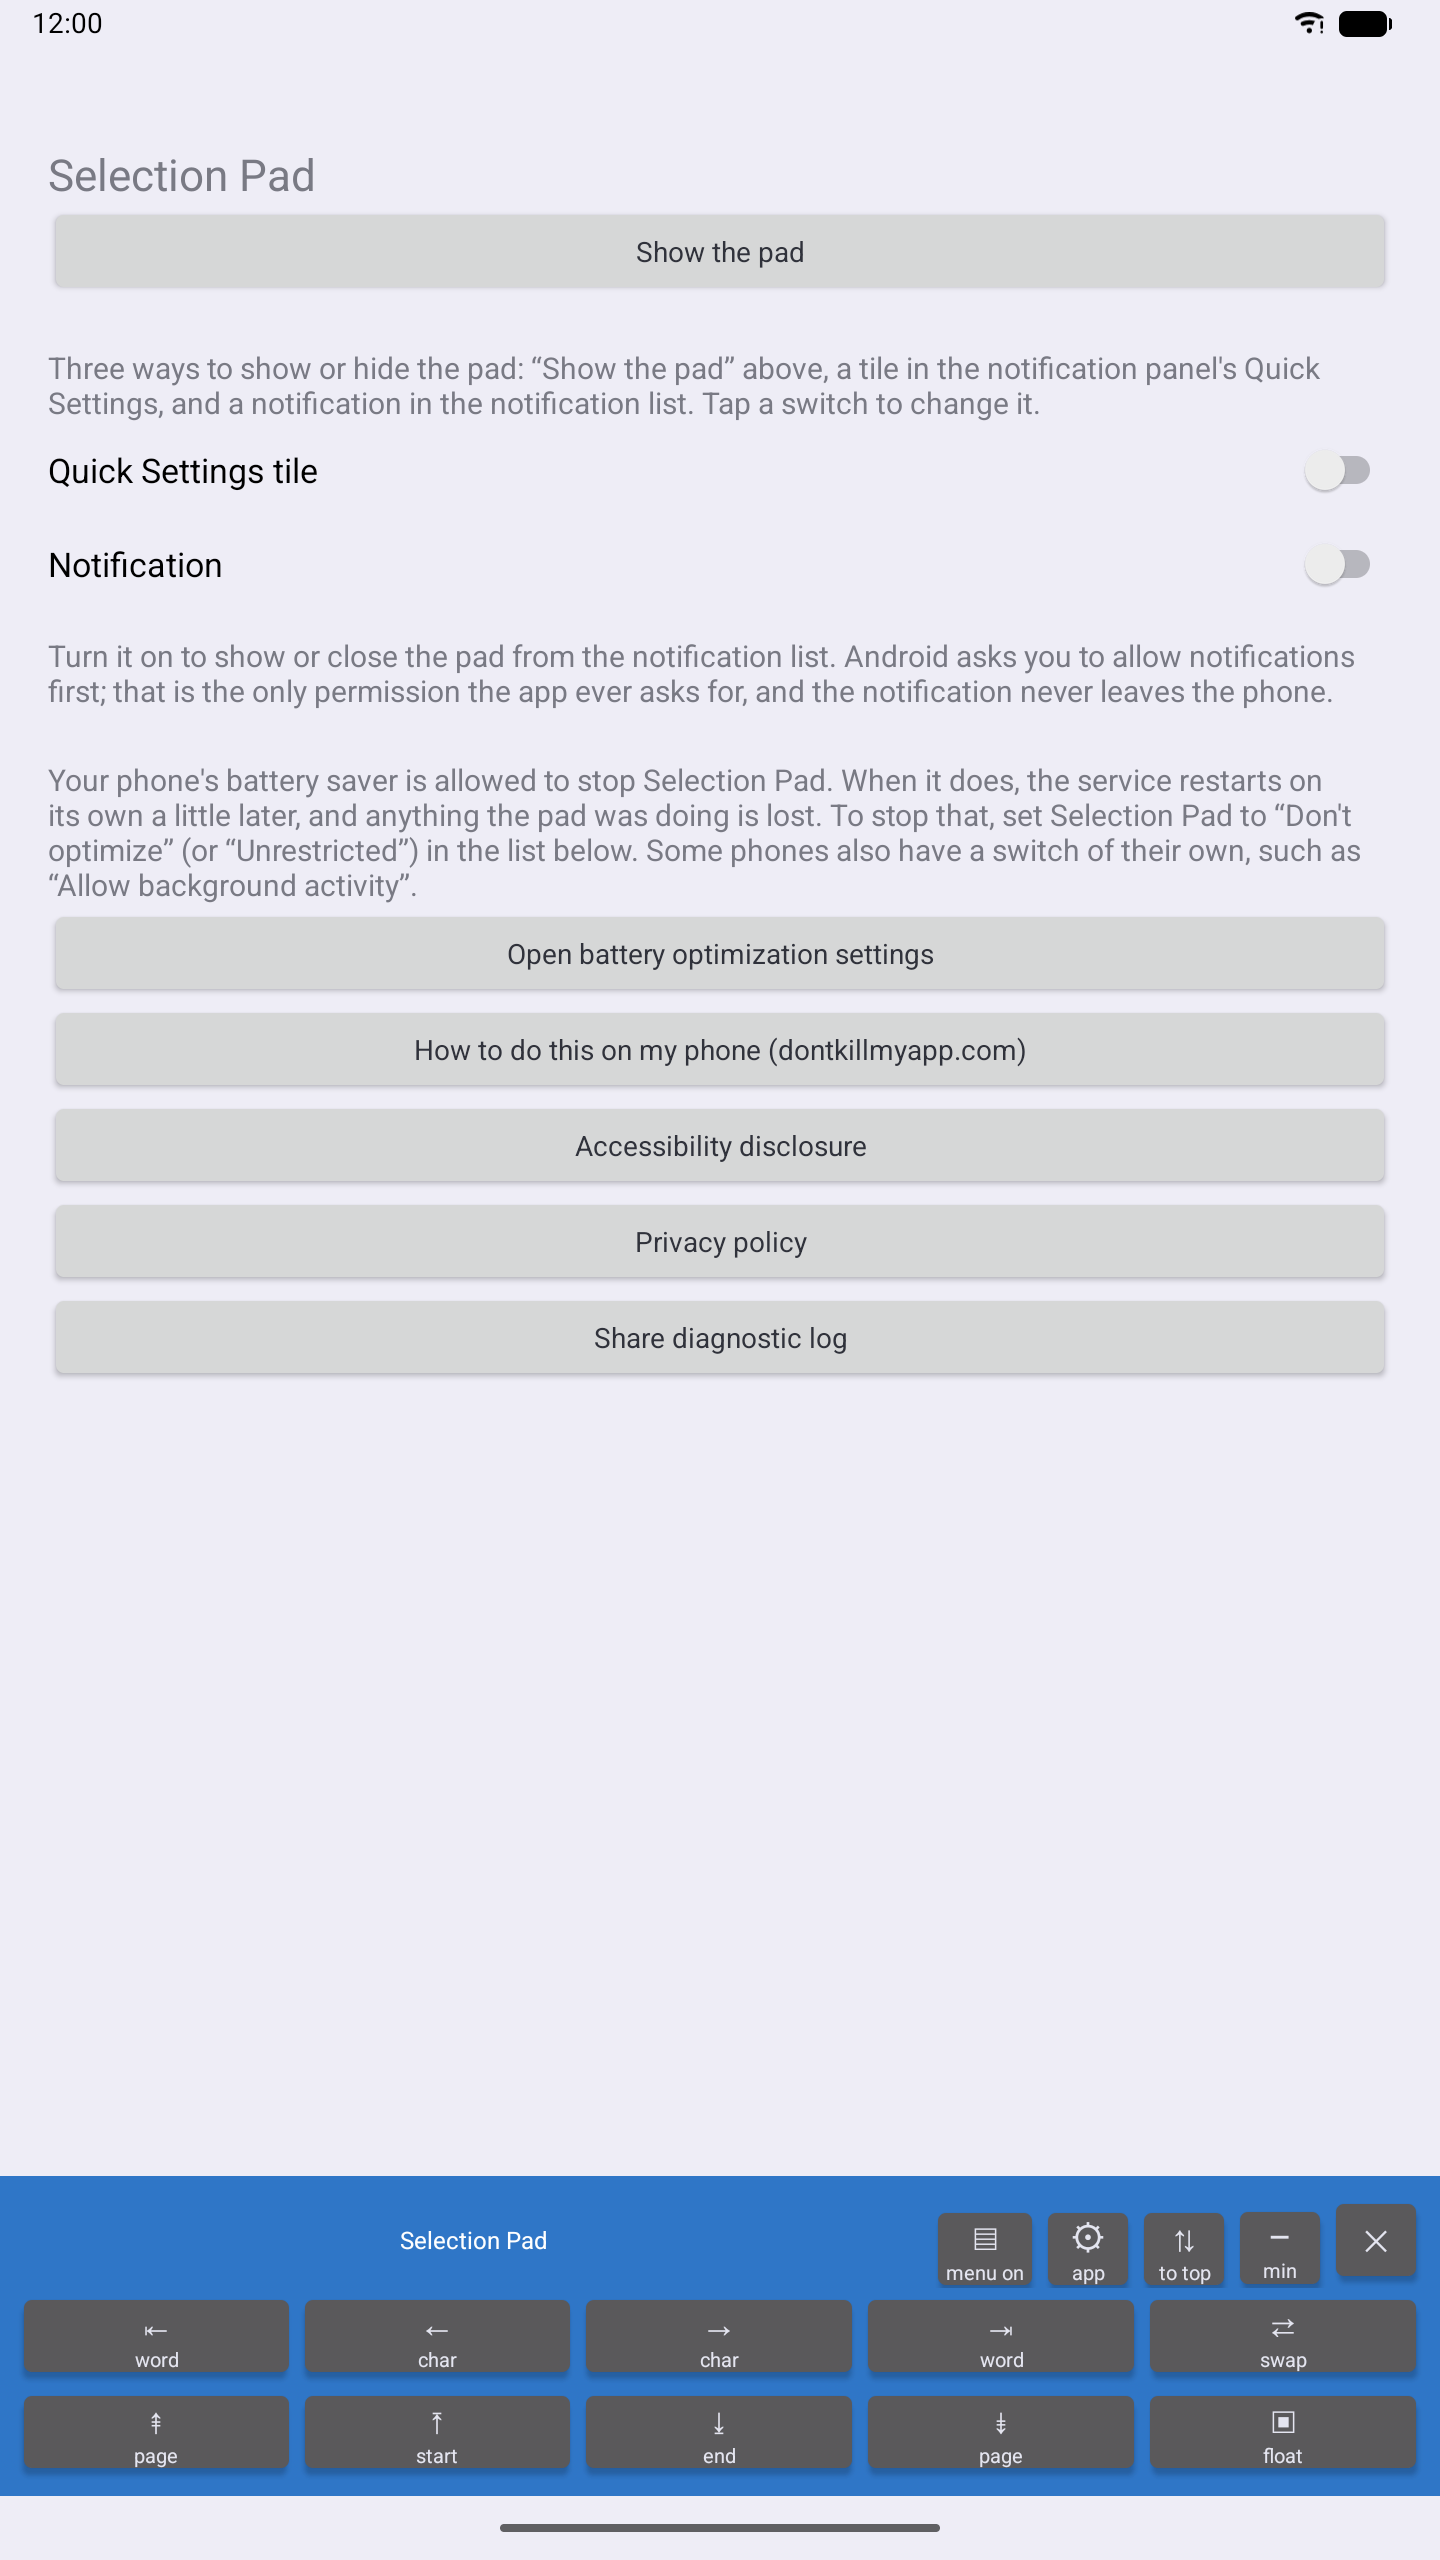 12:00
Selection Pad
Show the pad
Three ways to show or hide the pad: “Show the pad” above, a tile in the notification panel's Quick
Settings, and a notification in the notification list. Tap a switch to change it.
Quick Settings tile
Notification
Turn it on to show or close the pad from the notification list. Android asks you to allow notifications
first; that is the only permission the app ever asks for, and the notification never leaves the phone.
Your phone's battery saver is allowed to stop Selection Pad. When it does, the service restarts on
its own a little later, and anything the pad was doing is lost. To stop that, set Selection Pad to “Don't
optimize” (or “Unrestricted”) in the list below. Some phones also have a switch of their own, such as
“Allow background activity”.
Open battery optimization settings
How to do this on my phone (dontkillmyapp.com)
Accessibility disclosure
Privacy policy
Share diagnostic log
Selection Pad
menu on
app
to top
min
word
char
char
word
swap
page
start
end
page
float